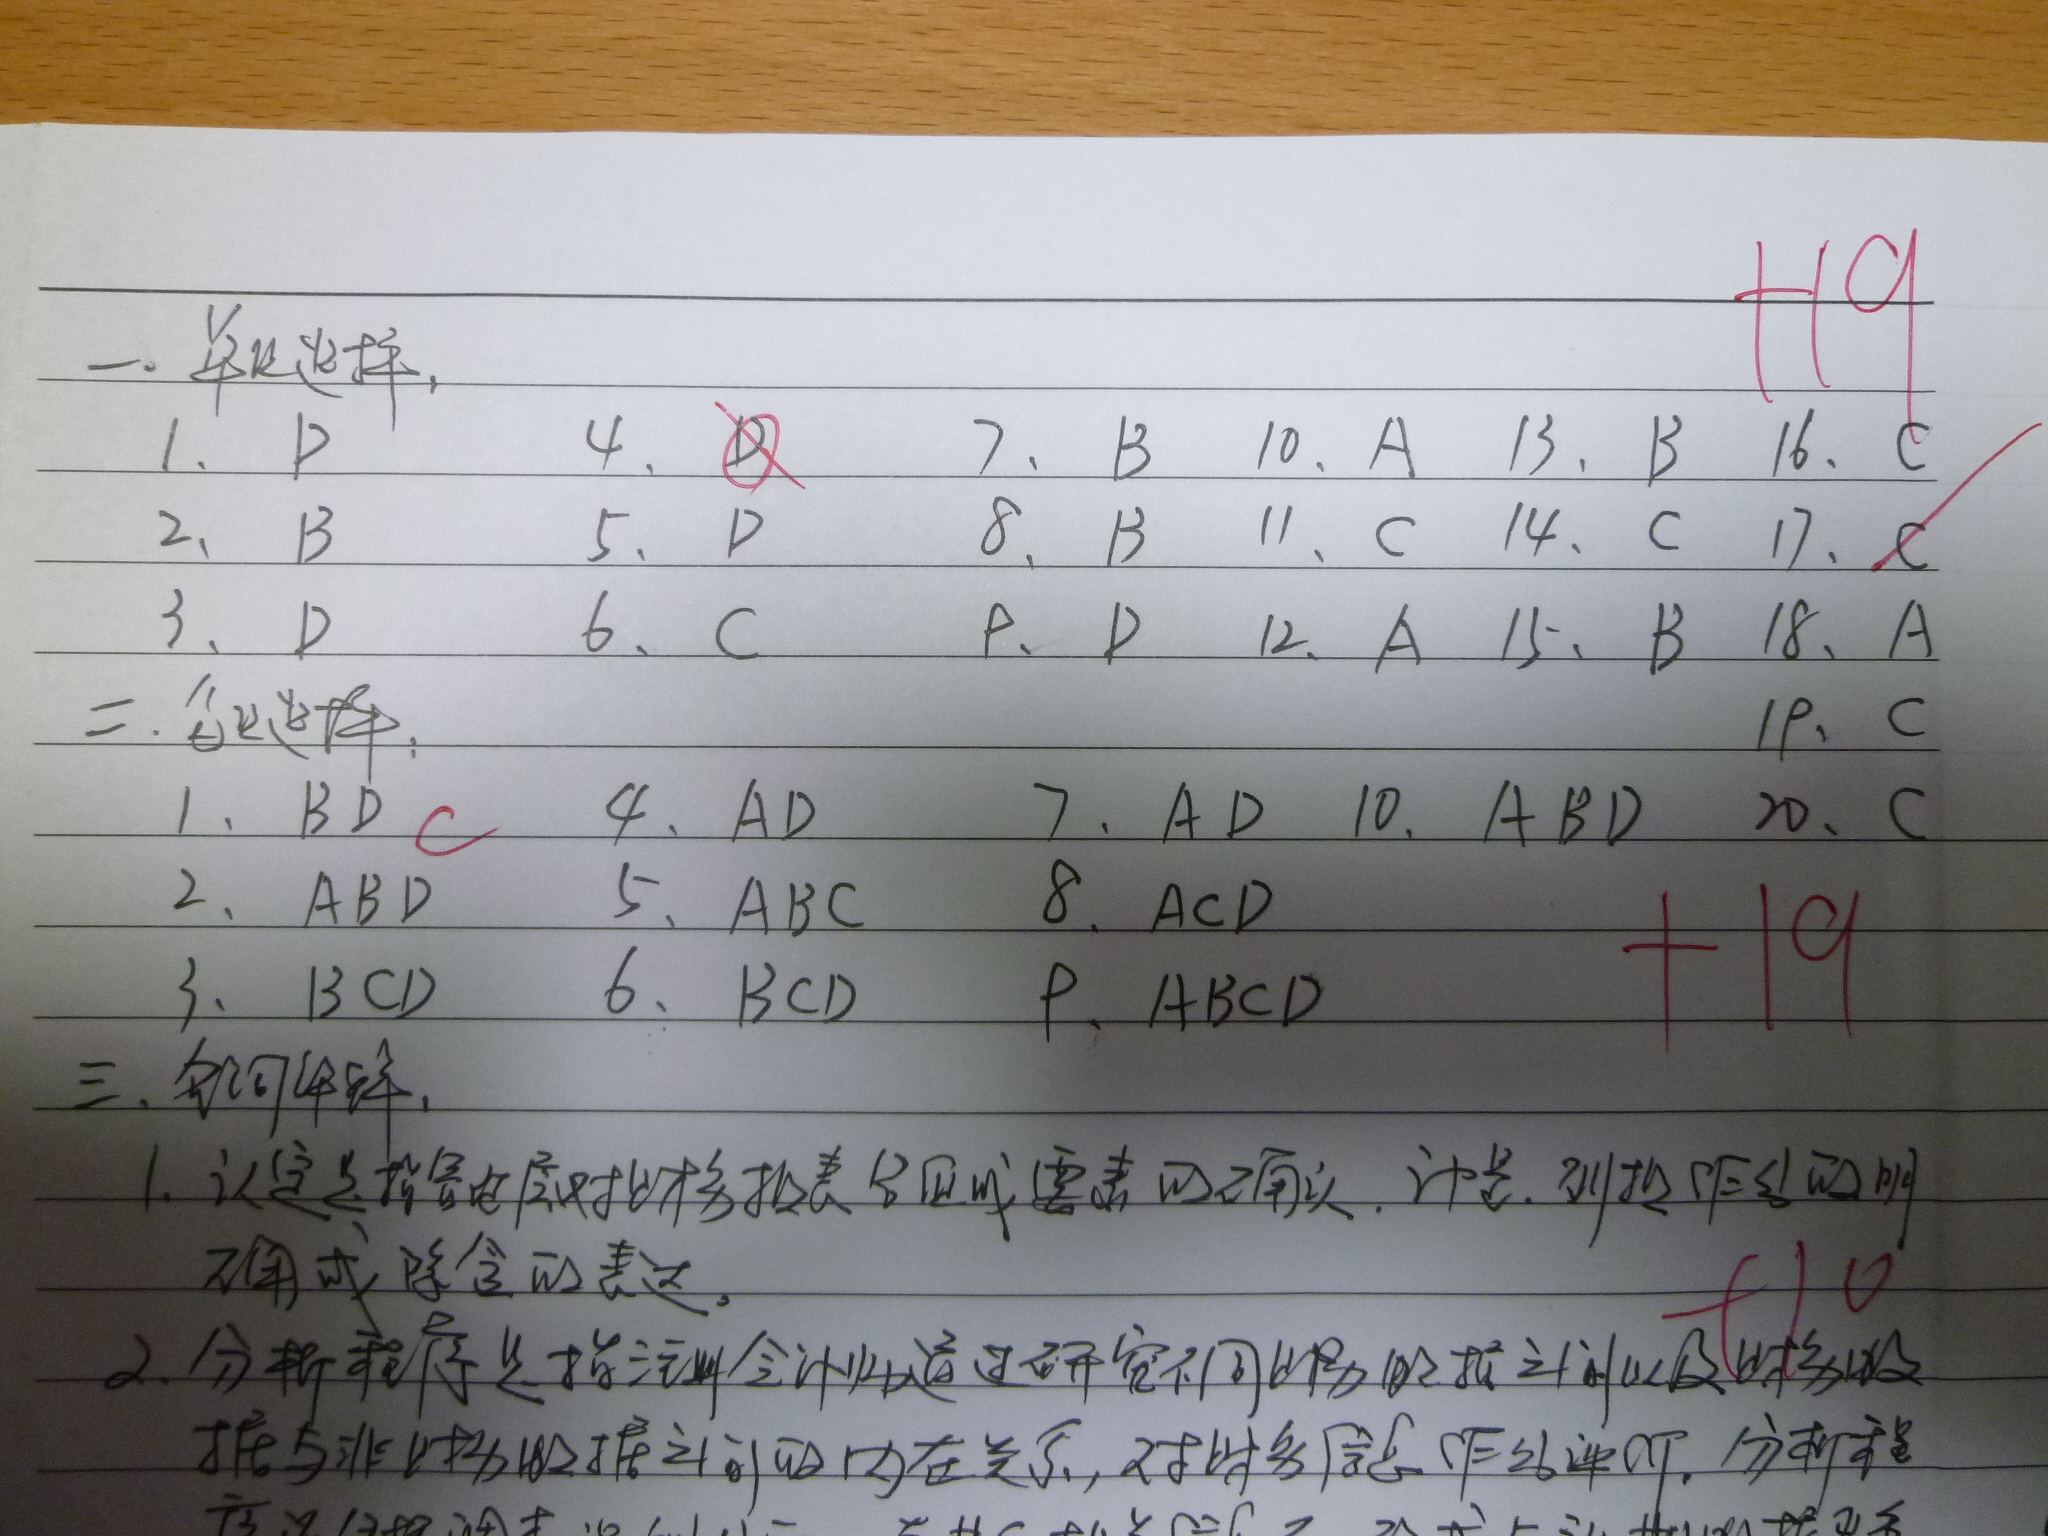 +19
一. 单项选择.
1. D 4. D 7. B 10. A 13. B 16. C
2. B 5. D 8. B 11. C 14. C 17. C
3. D 6. C 9. D 12. A 15. B 18. A
二. 多项选择. 19. C
1. BD C 4. AD 7. AD 10. ABD 20. C
2. ABD 5. ABC 8. ACD
+19
3. BCD 6. BCD 9. ABCD
三. 名词解释.
1. 认定是指管理层对财务报表各组成要素的确认. 计量. 列报作出的明
确或隐含的表达。
+10
2. 分析程序是指注册会计师通过研究不同财务数据之间以及财务数
据与非财务数据之间的内在关系, 对财务信息作出评价. 分析程